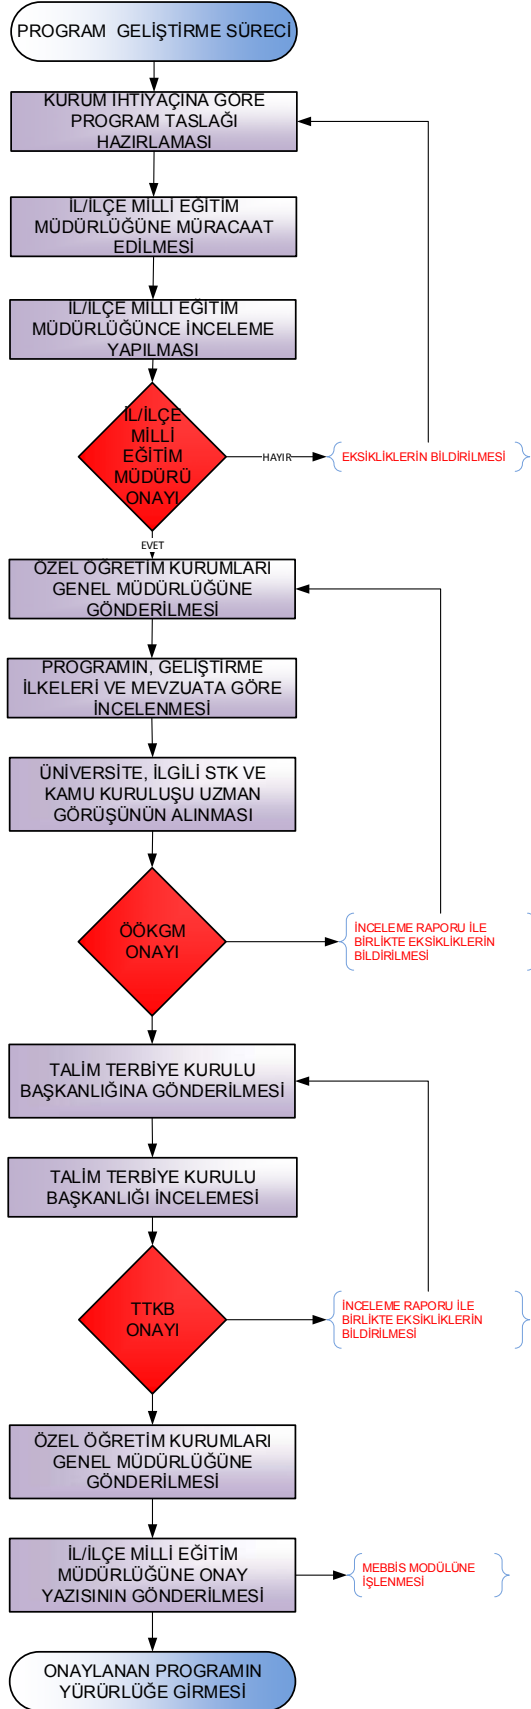 PROGRAM GELİŞTİRME SÜRECİ
KURUM İHTİYAÇINA GÖRE
PROGRAM TASLAĞI
HAZIRLAMASI
İL/İLÇE MİLLİ EĞİTİM
MÜDÜRLÜĞÜNE MÜRACAAT
EDİLMESİ
İL/İLÇE MİLLİ EĞİTİM
MÜDÜRLÜĞÜNCE İNCELEME
YAPILMASI
İL/İLÇE
MİLLİ
EĞİTİM
MÜDÜRÜ
ONAYI
HAYIR
EKSİKLİKLERİN BİLDİRİLMESİ
EVET
ÖZEL ÖĞRETİM KURUMLARI
GENEL MÜDÜRLÜĞÜNE
GÖNDERİLMESİ
PROGRAMIN, GELİŞTİRME
İLKELERİ VE MEVZUATA GÖRE
İNCELENMESİ
ÜNİVERSİTE, İLGİLİ STK VE
KAMU KURULUŞU UZMAN
GÖRÜŞÜNÜN ALINMASI
ÖÖKGM
ONAYI
İNCELEME RAPORU İLE
BİRLİKTE EKSİKLİKLERİN
BİLDİRİLMESİ
TALİM TERBİYE KURULU
BAŞKANLIĞINA GÖNDERİLMESİ
TALİM TERBİYE KURULU
BAŞKANLIĞI İNCELEMESİ
TTKB
ONAYI
İNCELEME RAPORU İLE
BİRLİKTE EKSİKLİKLERİN
BİLDİRİLMESİ
ÖZEL ÖĞRETİM KURUMLARI
GENEL MÜDÜRLÜĞÜNE
GÖNDERİLMESİ
İL/İLÇE MİLLİ EĞİTİM
MÜDÜRLÜĞÜNE ONAY
YAZISININ GÖNDERİLMESİ
MEBBİS MODÜLÜNE
İŞLENMESİ
ONAYLANAN PROGRAMIN
YÜRÜRLÜĞE GİRMESİ